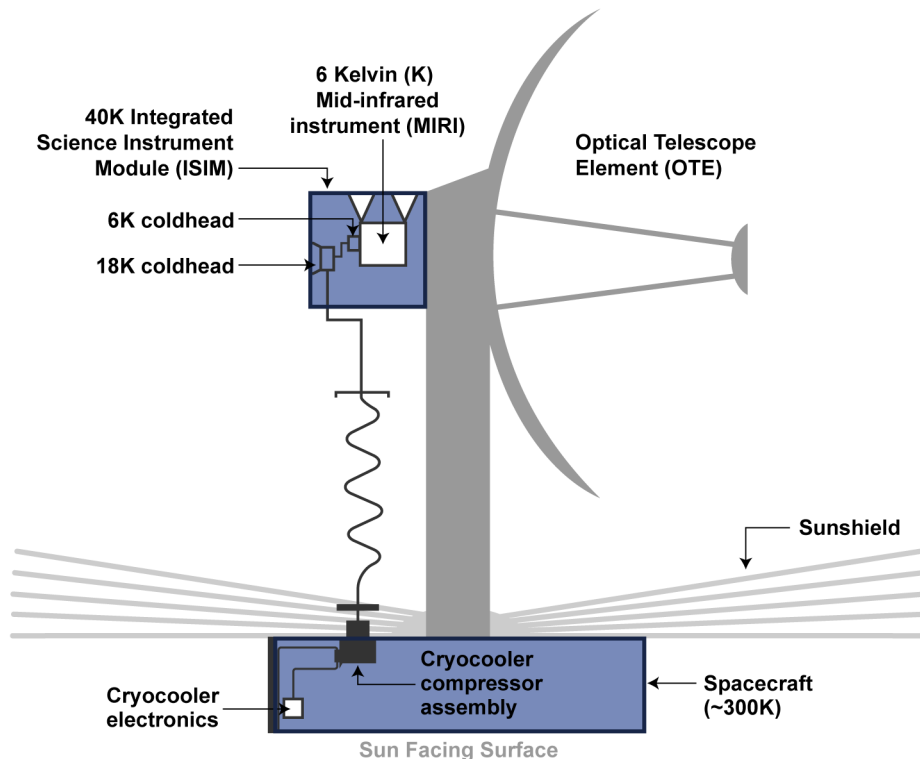 6 Kelvin (K)
Mid-infrared
instrument (MIRI)
40K Integrated
Science Instrument
Module (ISIM)
Optical Telescope
Element (OTE)
6K coldhead
18K coldhead
Sunshield
Cryocooler
compressor
assembly
Cryocooler
electronics
Spacecraft
(~300K)
Sun Facing Surface